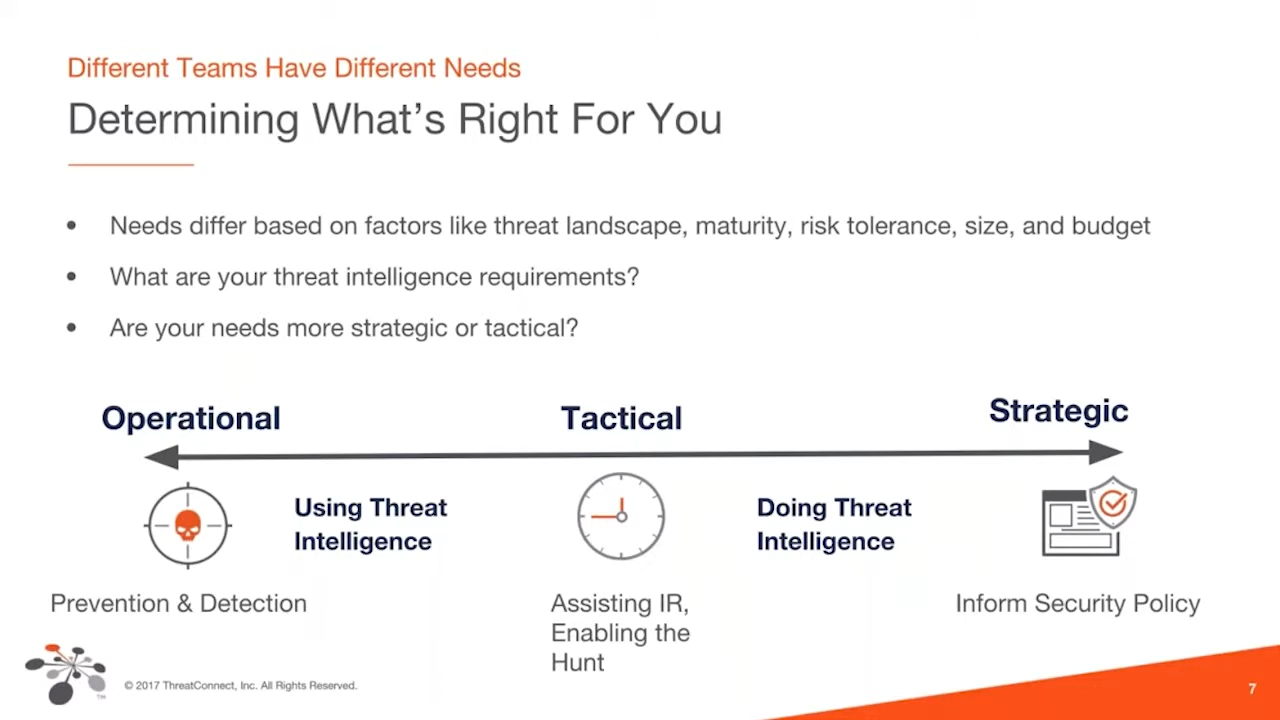 Different Teams Have Different Needs
Determining What's Right For You
• Needs differ based on factors like threat landscape, maturity, risk tolerance, size, and budget
• What are your threat intelligence requirements?
• Are your needs more strategic or tactical?
Operational
Tactical
Strategic
Using Threat
Intelligence
Doing Threat
Intelligence
Prevention & Detection
Assisting IR,
Enabling the
Hunt
Inform Security Policy
TM
© 2017 ThreatConnect, Inc. All Rights Reserved.
7